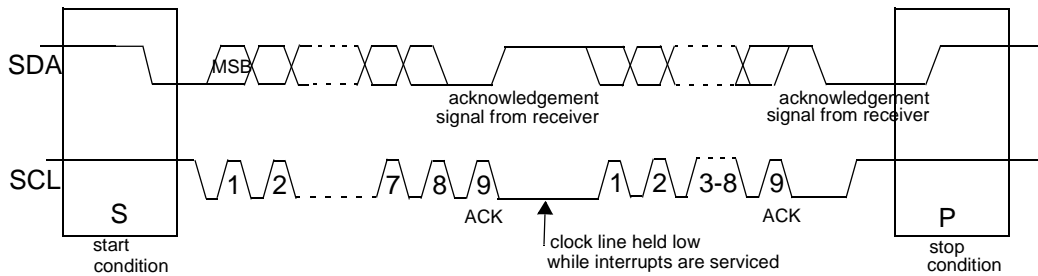 SDA
MSB
acknowledgement
signal from receiver
acknowledgement
signal from receiver
SCL
1 2 7 8 9 1 2 3-8 9
S
ACK
ACK
P
start
condition
clock line held low
while interrupts are serviced
stop
condition